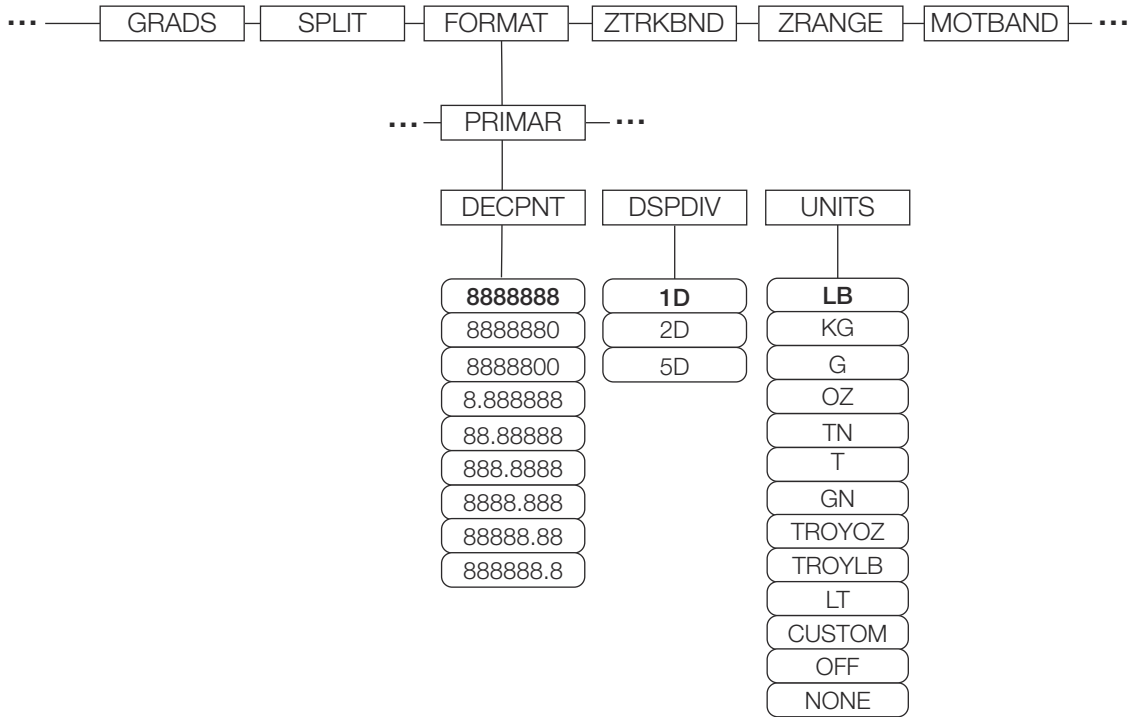 ... GRADS SPLIT FORMAT ZTRKBND ZRANGE MOTBAND ...
... PRIMAR ...
DECPNT DSPDIV UNITS
8888888 1D LB
8888880 2D KG
8888800 5D G
8.888888 OZ
88.88888 TN
888.8888 T
8888.888 GN
88888.88 TROYOZ
888888.8 TROYLB
LT
CUSTOM
OFF
NONE